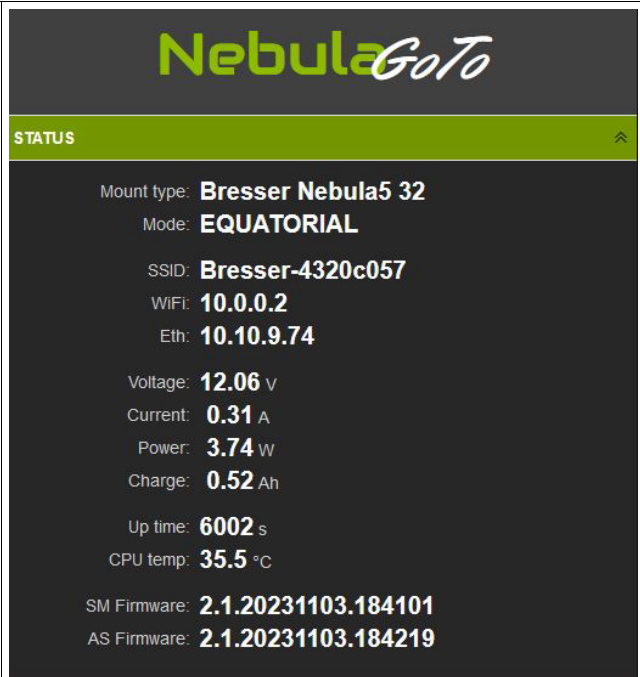 NebulaGoTo
STATUS
Mount type: Bresser Nebula5 32
Mode: EQUATORIAL
SSID: Bresser-4320c057
WiFi: 10.0.0.2
Eth: 10.10.9.74
Voltage: 12.06 V
Current: 0.31 A
Power: 3.74 W
Charge: 0.52 Ah
Up time: 6002 s
CPU temp: 35.5 °C
SM Firmware: 2.1.20231103.184101
AS Firmware: 2.1.20231103.184219